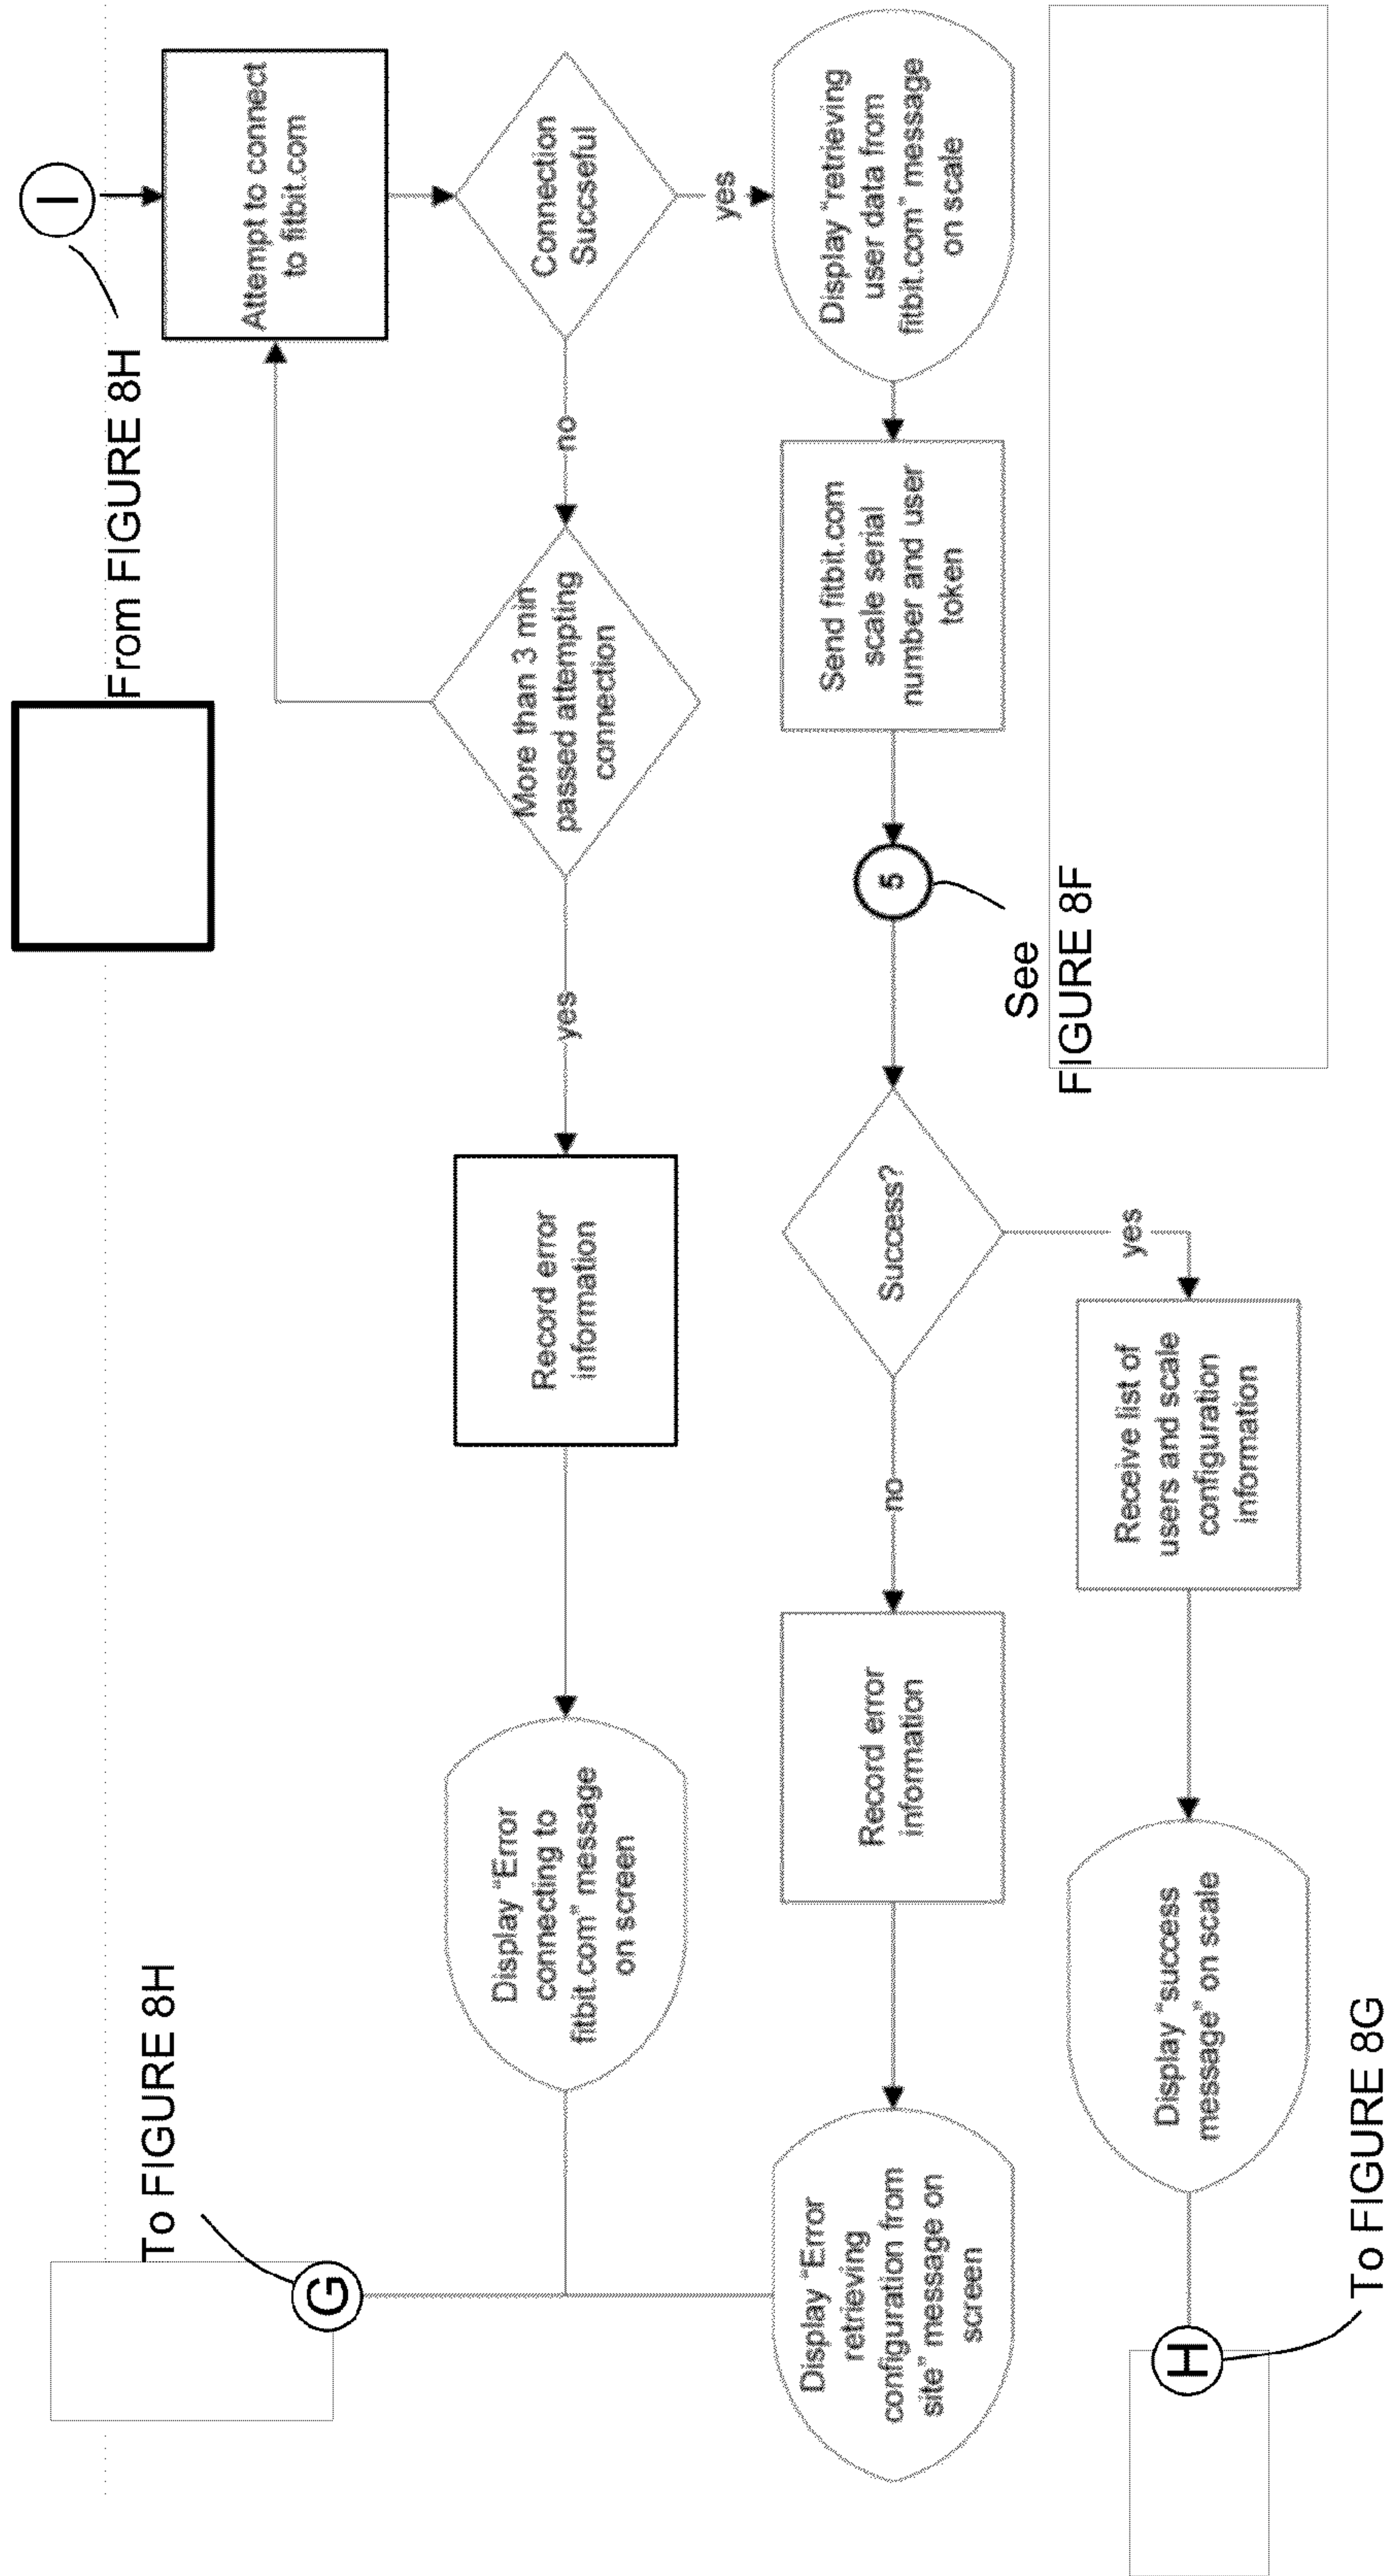 I
From FIGURE 8H
Attempt to connect
to fitbit.com
Connection
Succseful
no
yes
More than 3 min
passed attempting
connection
yes
Record error
information
Display "Error
connecting to
fitbit.com" message
on screen
To FIGURE 8H
G
Display "retrieving
user data from
fitbit.com" message
on scale
Send fitbit.com
scale serial
number and user
token
5
See
FIGURE 8F
Success?
no
yes
Record error
information
Display "Error
retrieving
configuration from
site" message on
screen
Receive list of
users and scale
configuration
information
Display "success
message" on scale
H
To FIGURE 8G